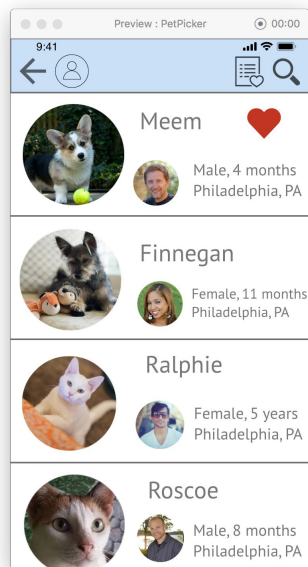 Preview : PetPicker
00:00
9:41
Meem
Male, 4 months
Philadelphia, PA
Finnegan
Female, 11 months
Philadelphia, PA
Ralphie
Female, 5 years
Philadelphia, PA
Roscoe
Male, 8 months
Philadelphia, PA